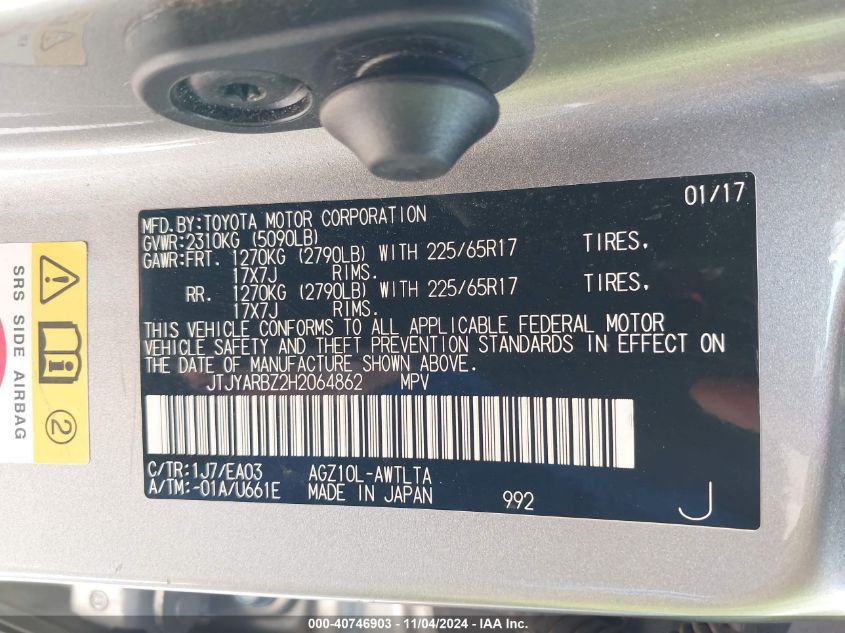 01/17
MFD.BY:TOYOTA MOTOR CORPORATION
GVWR:2310KG (5090LB)
GAWR:FRT. 1270KG (2790LB) WITH 225/65R17 TIRES,
17X7J RIMS.
RR. 1270KG (2790LB) WITH 225/65R17 TIRES,
17X7J RIMS.
THIS VEHICLE CONFORMS TO ALL APPLICABLE FEDERAL MOTOR
VEHICLE SAFETY AND THEFT PREVENTION STANDARDS IN EFFECT ON
THE DATE OF MANUFACTURE SHOWN ABOVE.
JTJYARBZ2H2064862 MPV
C/TR:1J7/EA03 AGZ10L-AWTLTA
A/TM:-01A/U661E MADE IN JAPAN 992 J
SRS SIDE AIRBAG
2
000-40746903 - 11/04/2024 - IAA Inc.